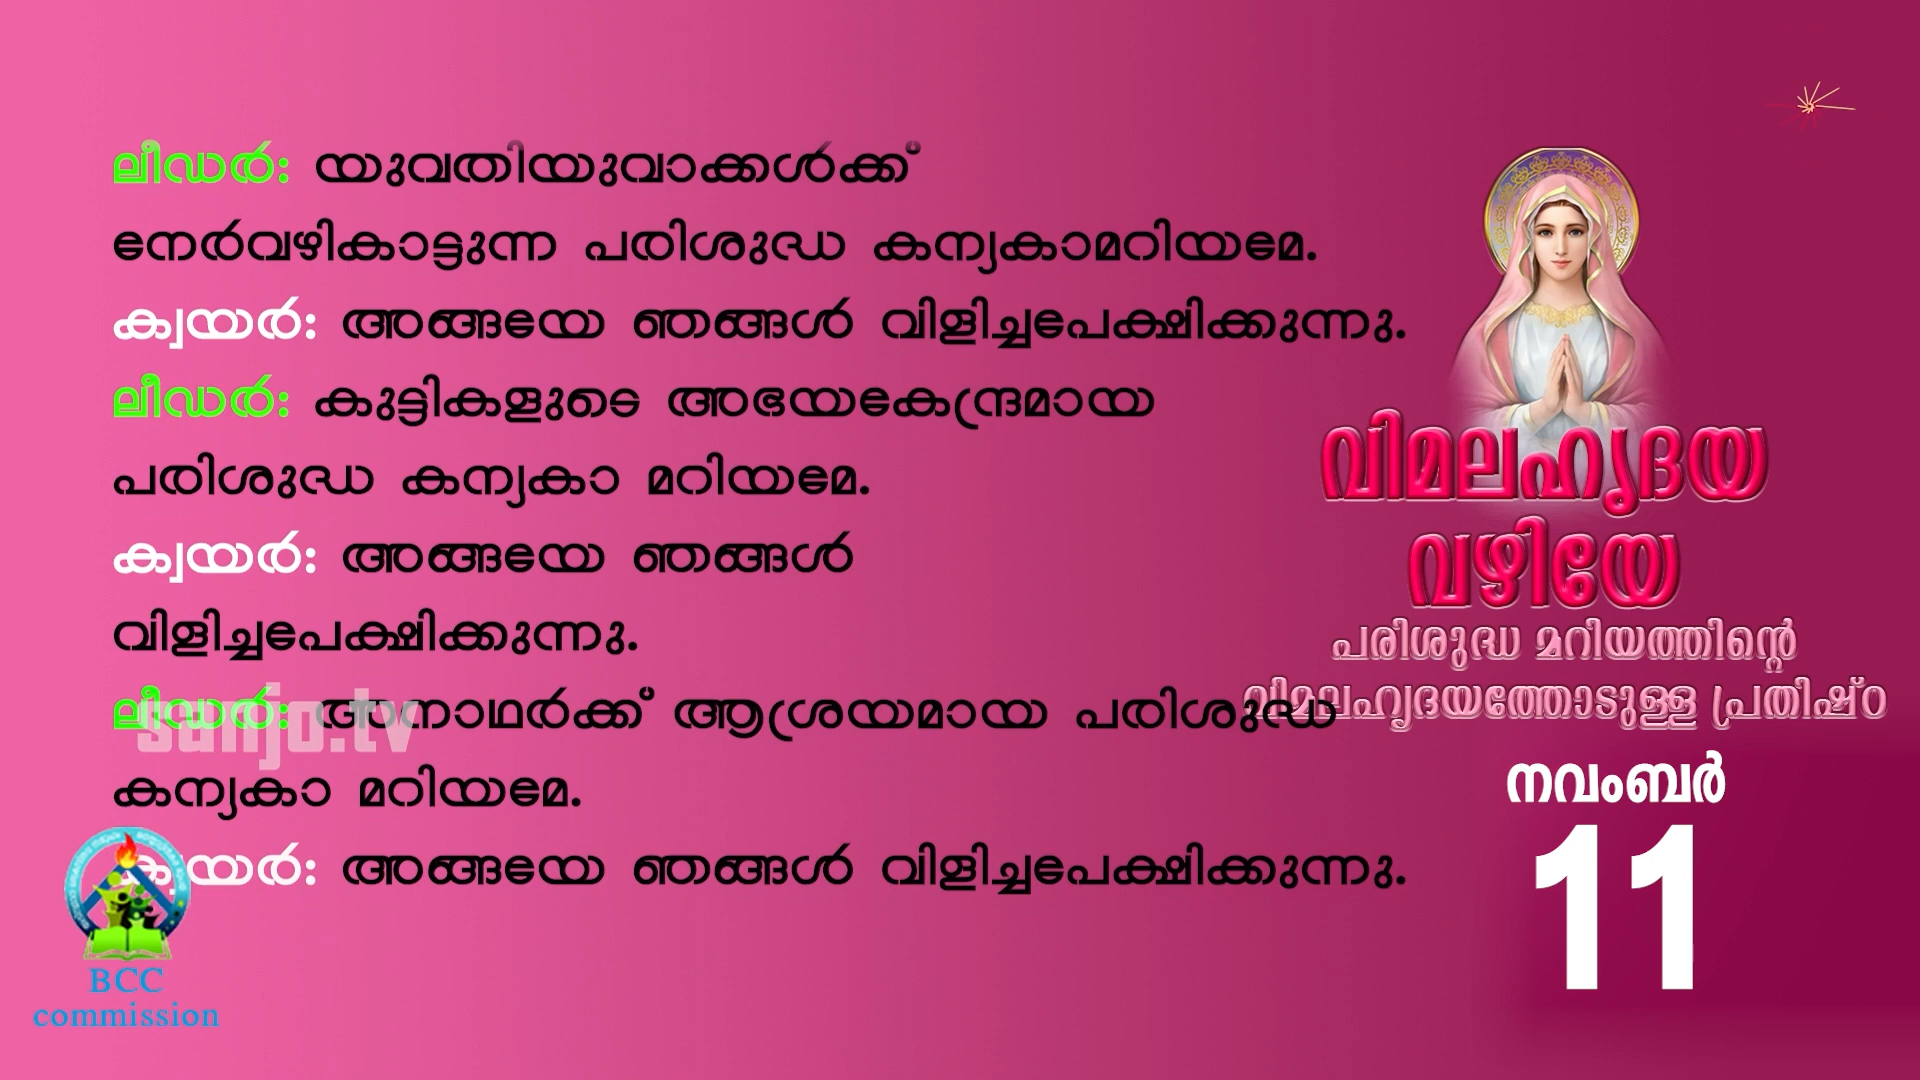 ലീഡർ: യുവതിയുവാക്കൾക്ക്
നേർവഴികാട്ടുന്ന പരിശുദ്ധ കന്യകാമറിയമേ.
ക്വയർ: അങ്ങയേ ഞങ്ങൾ വിളിച്ചപേക്ഷിക്കുന്നു.
ലീഡർ: കുട്ടികളുടെ അഭയകേന്ദ്രമായ
പരിശുദ്ധ കന്യകാ മറിയമേ.
ക്വയർ: അങ്ങയേ ഞങ്ങൾ
വിളിച്ചപേക്ഷിക്കുന്നു.
ലീഡർ: അനാഥർക്ക് ആശ്രയമായ പരിശുദ്ധ
കന്യകാ മറിയമേ.
ക്വയർ: അങ്ങയേ ഞങ്ങൾ വിളിച്ചപേക്ഷിക്കുന്നു.
sanjo.tv
BCC
commission
വിമലഹൃദയ
വഴിയേ
പരിശുദ്ധ മറിയത്തിന്റെ
വിമലഹൃദയത്തോടുള്ള പ്രതിഷ്ഠ
നവംബർ
11